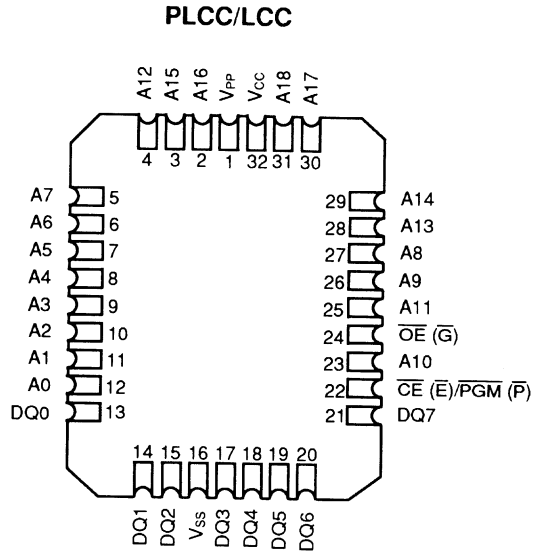 PLCC/LCC
A12 A15 A16 VPP VCC A18 A17
4 3 2 1 32 31 30
A7 5 29 A14
A6 6 28 A13
A5 7 27 A8
A4 8 26 A9
A3 9 25 A11
A2 10 24 O̅E̅ (G̅)
A1 11 23 A10
A0 12 22 C̅E̅ (E̅)/P̅G̅M̅ (P̅)
DQ0 13 21 DQ7
14 15 16 17 18 19 20
DQ1 DQ2 VSS DQ3 DQ4 DQ5 DQ6